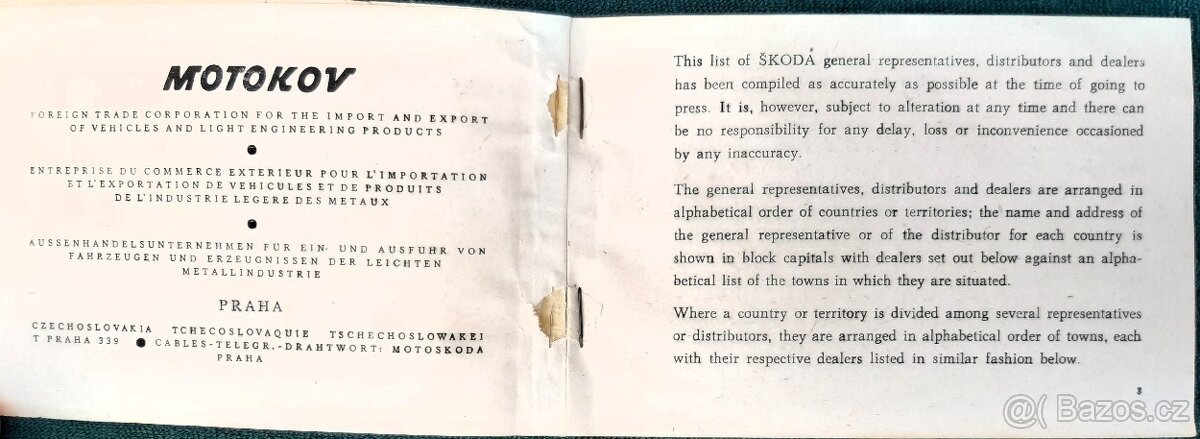 MOTOKOV
FOREIGN TRADE CORPORATION FOR THE IMPORT AND EXPORT
OF VEHICLES AND LIGHT ENGINEERING PRODUCTS
●
ENTREPRISE DU COMMERCE EXTERIEUR POUR L'IMPORTATION
ET L'EXPORTATION DE VEHICULES ET DE PRODUITS
DE L'INDUSTRIE LEGERE DES METAUX
●
AUSSENHANDELSUNTERNEHMEN FÜR EIN- UND AUSFUHR VON
FAHRZEUGEN UND ERZEUGNISSEN DER LEICHTEN
METALLINDUSTRIE
PRAHA
CZECHOSLOVAKIA TCHECOSLOVAQUIE TSCHECHOSLOWAKEI
T PRAHA 339 ● CABLES-TELEGR.-DRAHTWORT: MOTOSKODA
PRAHA
This list of ŠKODA general representatives, distributors and dealers
has been compiled as accurately as possible at the time of going to
press. It is, however, subject to alteration at any time and there can
be no responsibility for any delay, loss or inconvenience occasioned
by any inaccuracy.
The general representatives, distributors and dealers are arranged in
alphabetical order of countries or territories; the name and address of
the general representative or of the distributor for each country is
shown in block capitals with dealers set out below against an alpha-
betical list of the towns in which they are situated.
Where a country or territory is divided among several representatives
or distributors, they are arranged in alphabetical order of towns, each
with their respective dealers listed in similar fashion below.
3
@( Bazos.cz